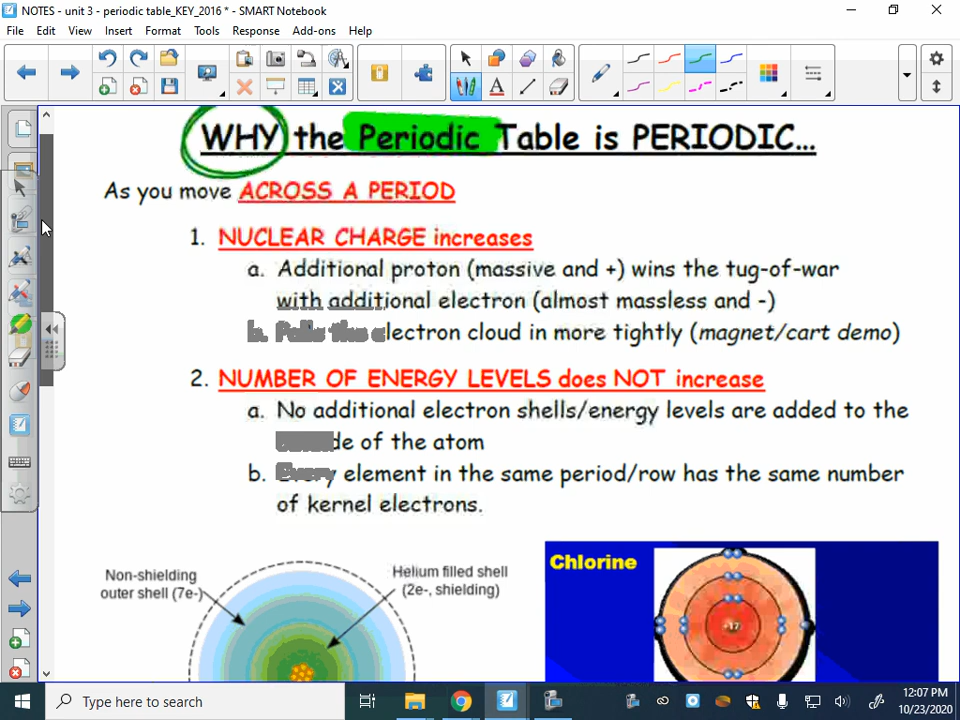 NOTES - unit 3 - periodic table_KEY_2016 * - SMART Notebook
File Edit View Insert Format Tools Response Add-ons Help
WHY the Periodic Table is PERIODIC...
As you move ACROSS A PERIOD
1. NUCLEAR CHARGE increases
a. Additional proton (massive and +) wins the tug-of-war
with additional electron (almost massless and -)
b. Pulls the electron cloud in more tightly (magnet/cart demo)
2. NUMBER OF ENERGY LEVELS does NOT increase
a. No additional electron shells/energy levels are added to the
de of the atom
b. Every element in the same period/row has the same number
of kernel electrons.
Non-shielding
outer shell (7e-)
Helium filled shell
(2e-, shielding)
Chlorine
+17
Type here to search
12:07 PM
10/23/2020